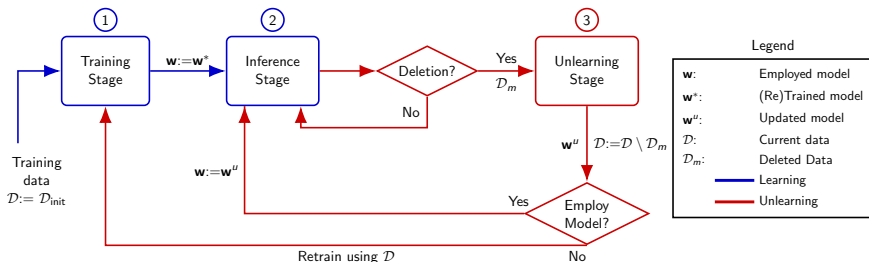 1
2
3
Training
Stage
w:=w*
Inference
Stage
Deletion?
Yes
𝒟ₘ
No
Unlearning
Stage
Training
data
𝒟:= 𝒟init
w:=wᵘ
wᵘ
𝒟:=𝒟 \ 𝒟ₘ
Yes
Employ
Model?
No
Retrain using 𝒟
Legend
w: Employed model
w*: (Re)Trained model
wᵘ: Updated model
𝒟: Current data
𝒟ₘ: Deleted Data
Learning
Unlearning